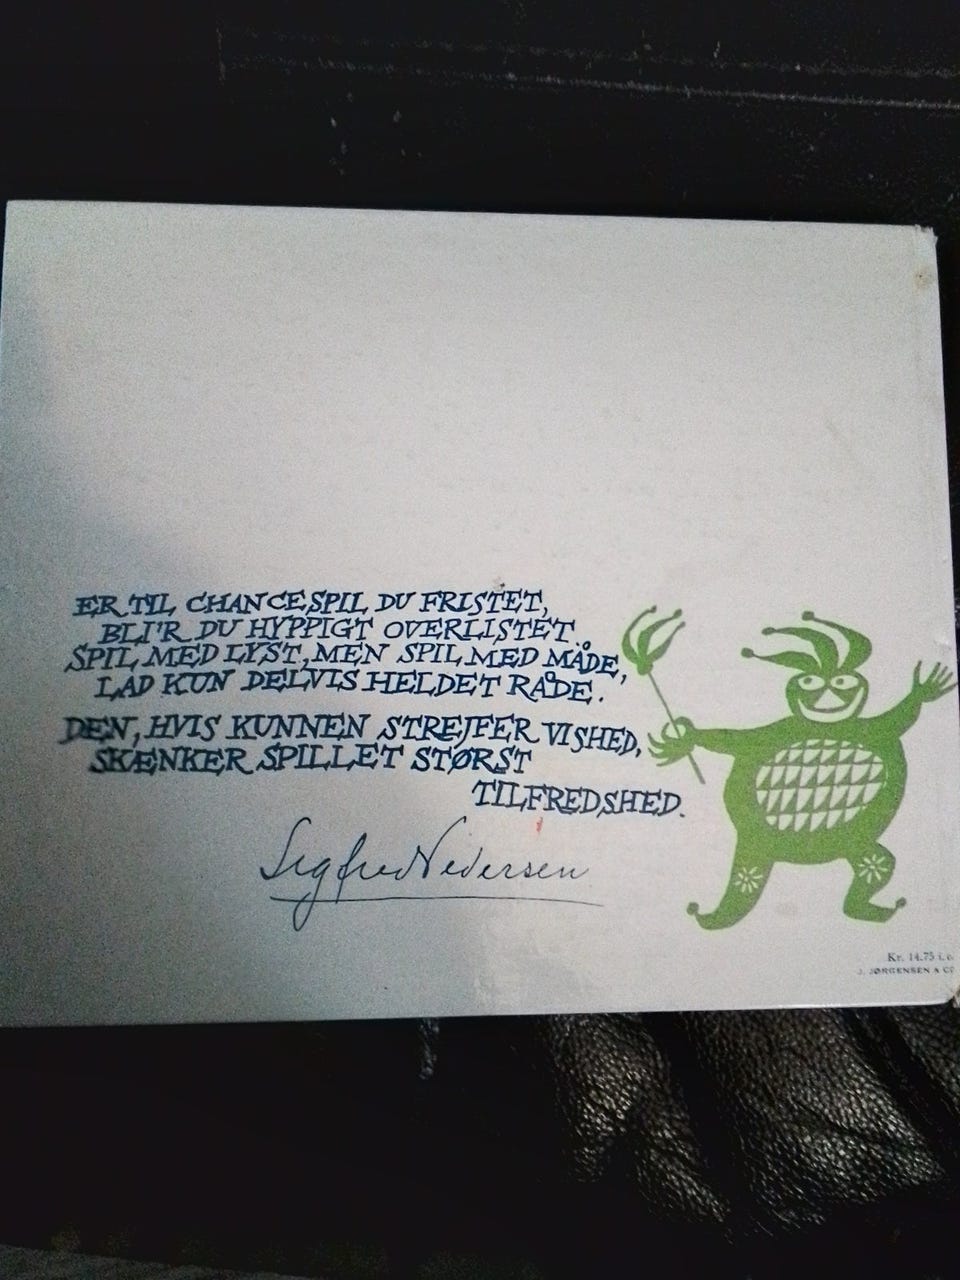 ER TIL CHANCESPIL DU FRISTET,
BLI'R DU HYPPIGT OVERLISTET.
SPIL MED LYST, MEN SPIL MED MÅDE,
LAD KUN DELVIS HELDET RÅDE.
DEN, HVIS KUNNEN STREJFER VISHED,
SKÆNKER SPILLET STØRST
TILFREDSHED.
Sigfred Pedersen
Kr. 14.75 i.
J. JØRGENSEN & CO